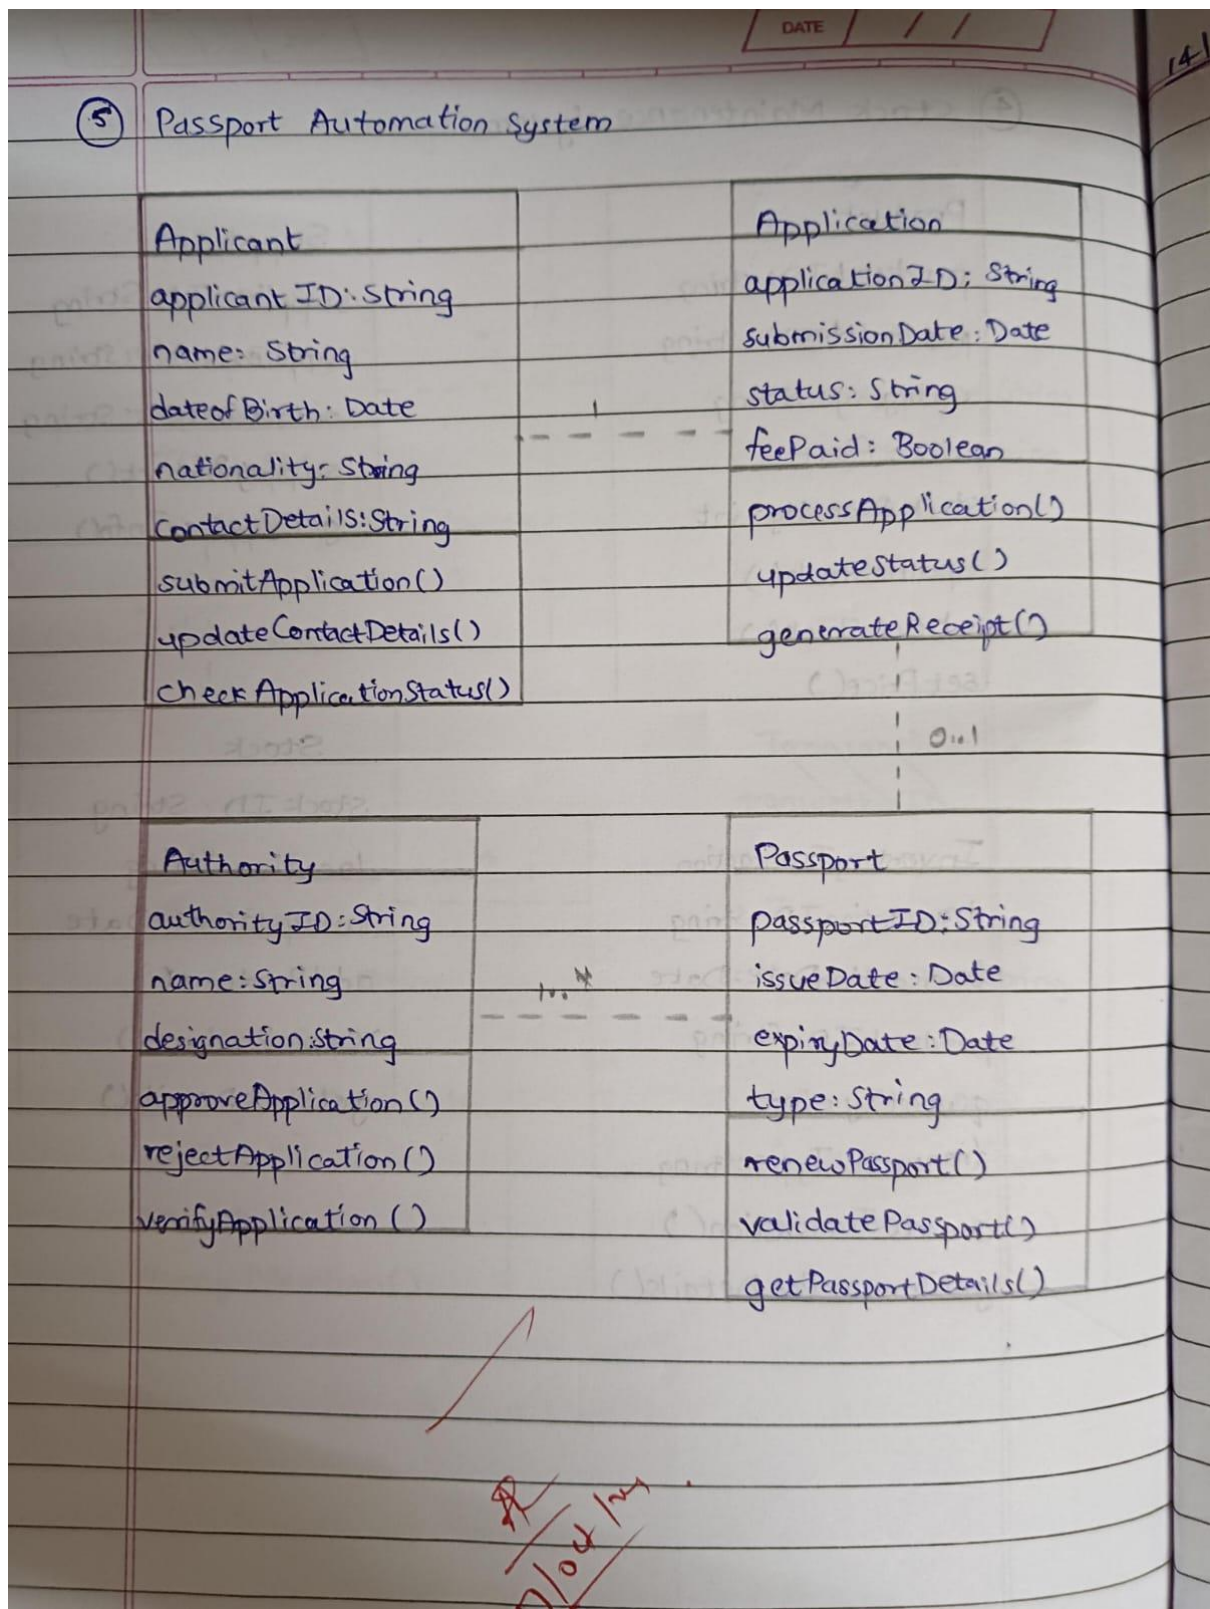 DATE / /
141
5 Passport Automation System
Applicant
applicant ID: String
name: String
dateofBirth: Date
nationality: String
contactDetails: String
submitApplication()
updateContactDetails()
checkApplicationStatus()
1
Application
applicationID: String
submissionDate: Date
status: String
feePaid: Boolean
processApplication()
updateStatus()
generateReceipt()
0..1
Authority
authorityID: String
name: String
designation: String
approveApplication()
rejectApplication()
verifyApplication()
1..*
Passport
passportID: String
issueDate: Date
expiryDate: Date
type: String
renewPassport()
validatePassport()
getPassportDetails()